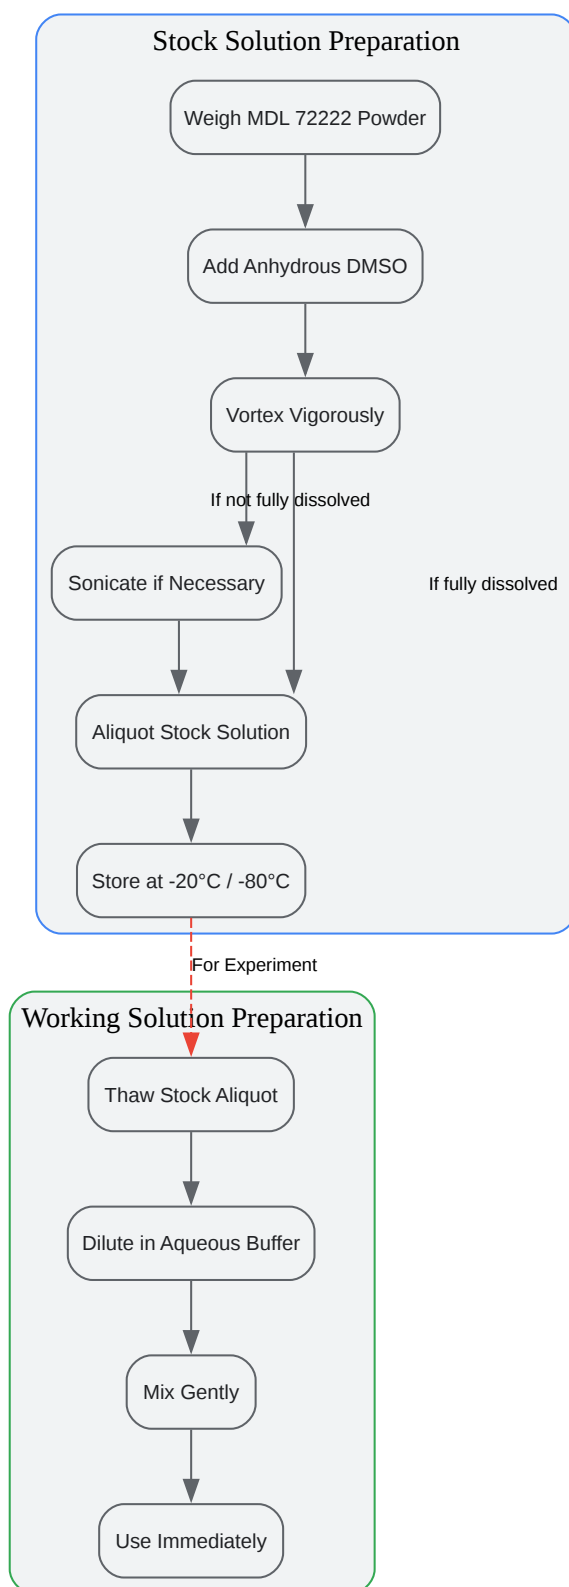 Stock Solution Preparation
Weigh MDL 72222 Powder
Add Anhydrous DMSO
Vortex Vigorously
If not fully dissolved
Sonicate if Necessary
If fully dissolved
Aliquot Stock Solution
Store at -20°C / -80°C
For Experiment
Working Solution Preparation
Thaw Stock Aliquot
Dilute in Aqueous Buffer
Mix Gently
Use Immediately